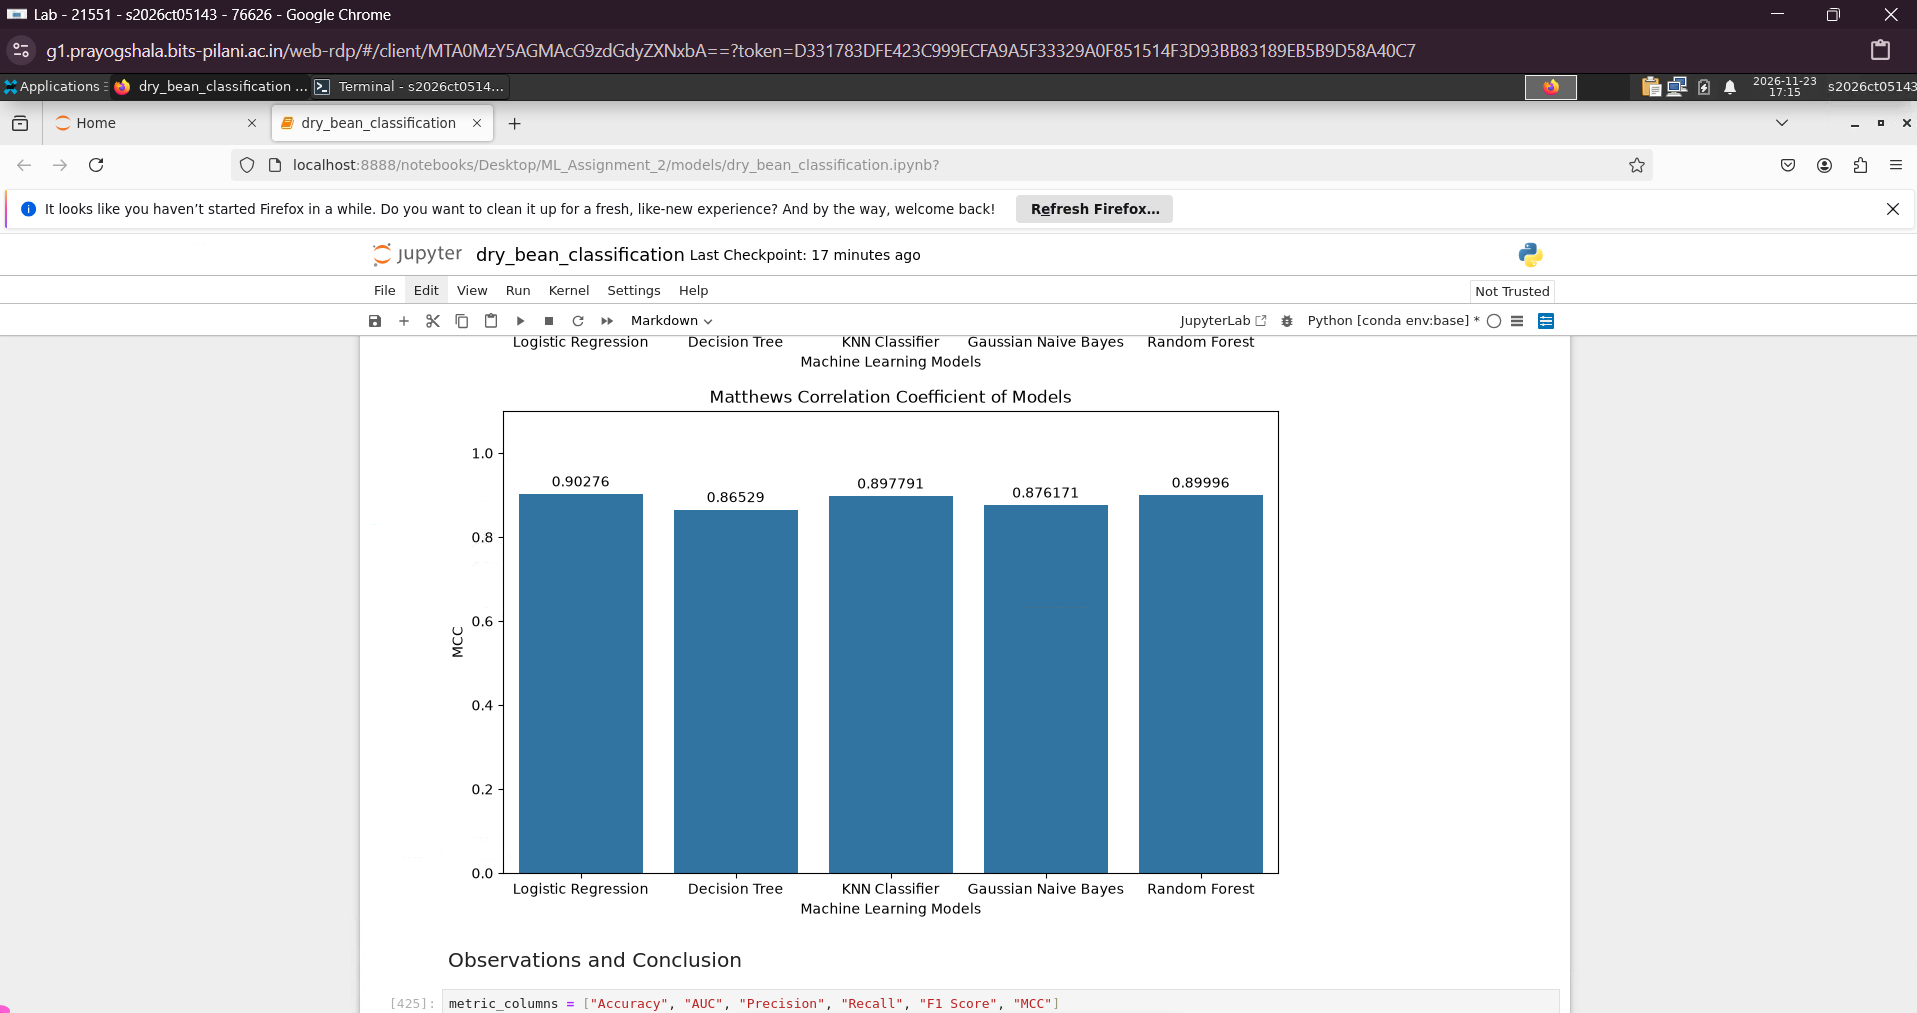 Lab - 21551 - s2026ct05143 - 76626 - Google Chrome
g1.prayogshala.bits-pilani.ac.in/web-rdp/#/client/MTA0MzY5AGMAcG9zdGdyZXNxbA==?token=D331783DFE423C999ECFA9A5F33329A0F851514F3D93BB83189EB5B9D58A40C7
Applications
dry_bean_classification ...
Terminal - s2026ct0514...
2026-11-23
17:15
s2026ct05143
Home
dry_bean_classification
localhost:8888/notebooks/Desktop/ML_Assignment_2/models/dry_bean_classification.ipynb?
It looks like you haven’t started Firefox in a while. Do you want to clean it up for a fresh, like-new experience? And by the way, welcome back!
Refresh Firefox...
jupyter dry_bean_classification Last Checkpoint: 17 minutes ago
File Edit View Run Kernel Settings Help
Not Trusted
Markdown
JupyterLab
Python [conda env:base] *
Logistic Regression Decision Tree KNN Classifier Gaussian Naive Bayes Random Forest
Machine Learning Models
Matthews Correlation Coefficient of Models
1.0
0.90276
0.86529
0.897791
0.876171
0.89996
0.8
0.6
MCC
0.4
0.2
0.0
Logistic Regression Decision Tree KNN Classifier Gaussian Naive Bayes Random Forest
Machine Learning Models
Observations and Conclusion
[425]: metric_columns = ["Accuracy", "AUC", "Precision", "Recall", "F1 Score", "MCC"]